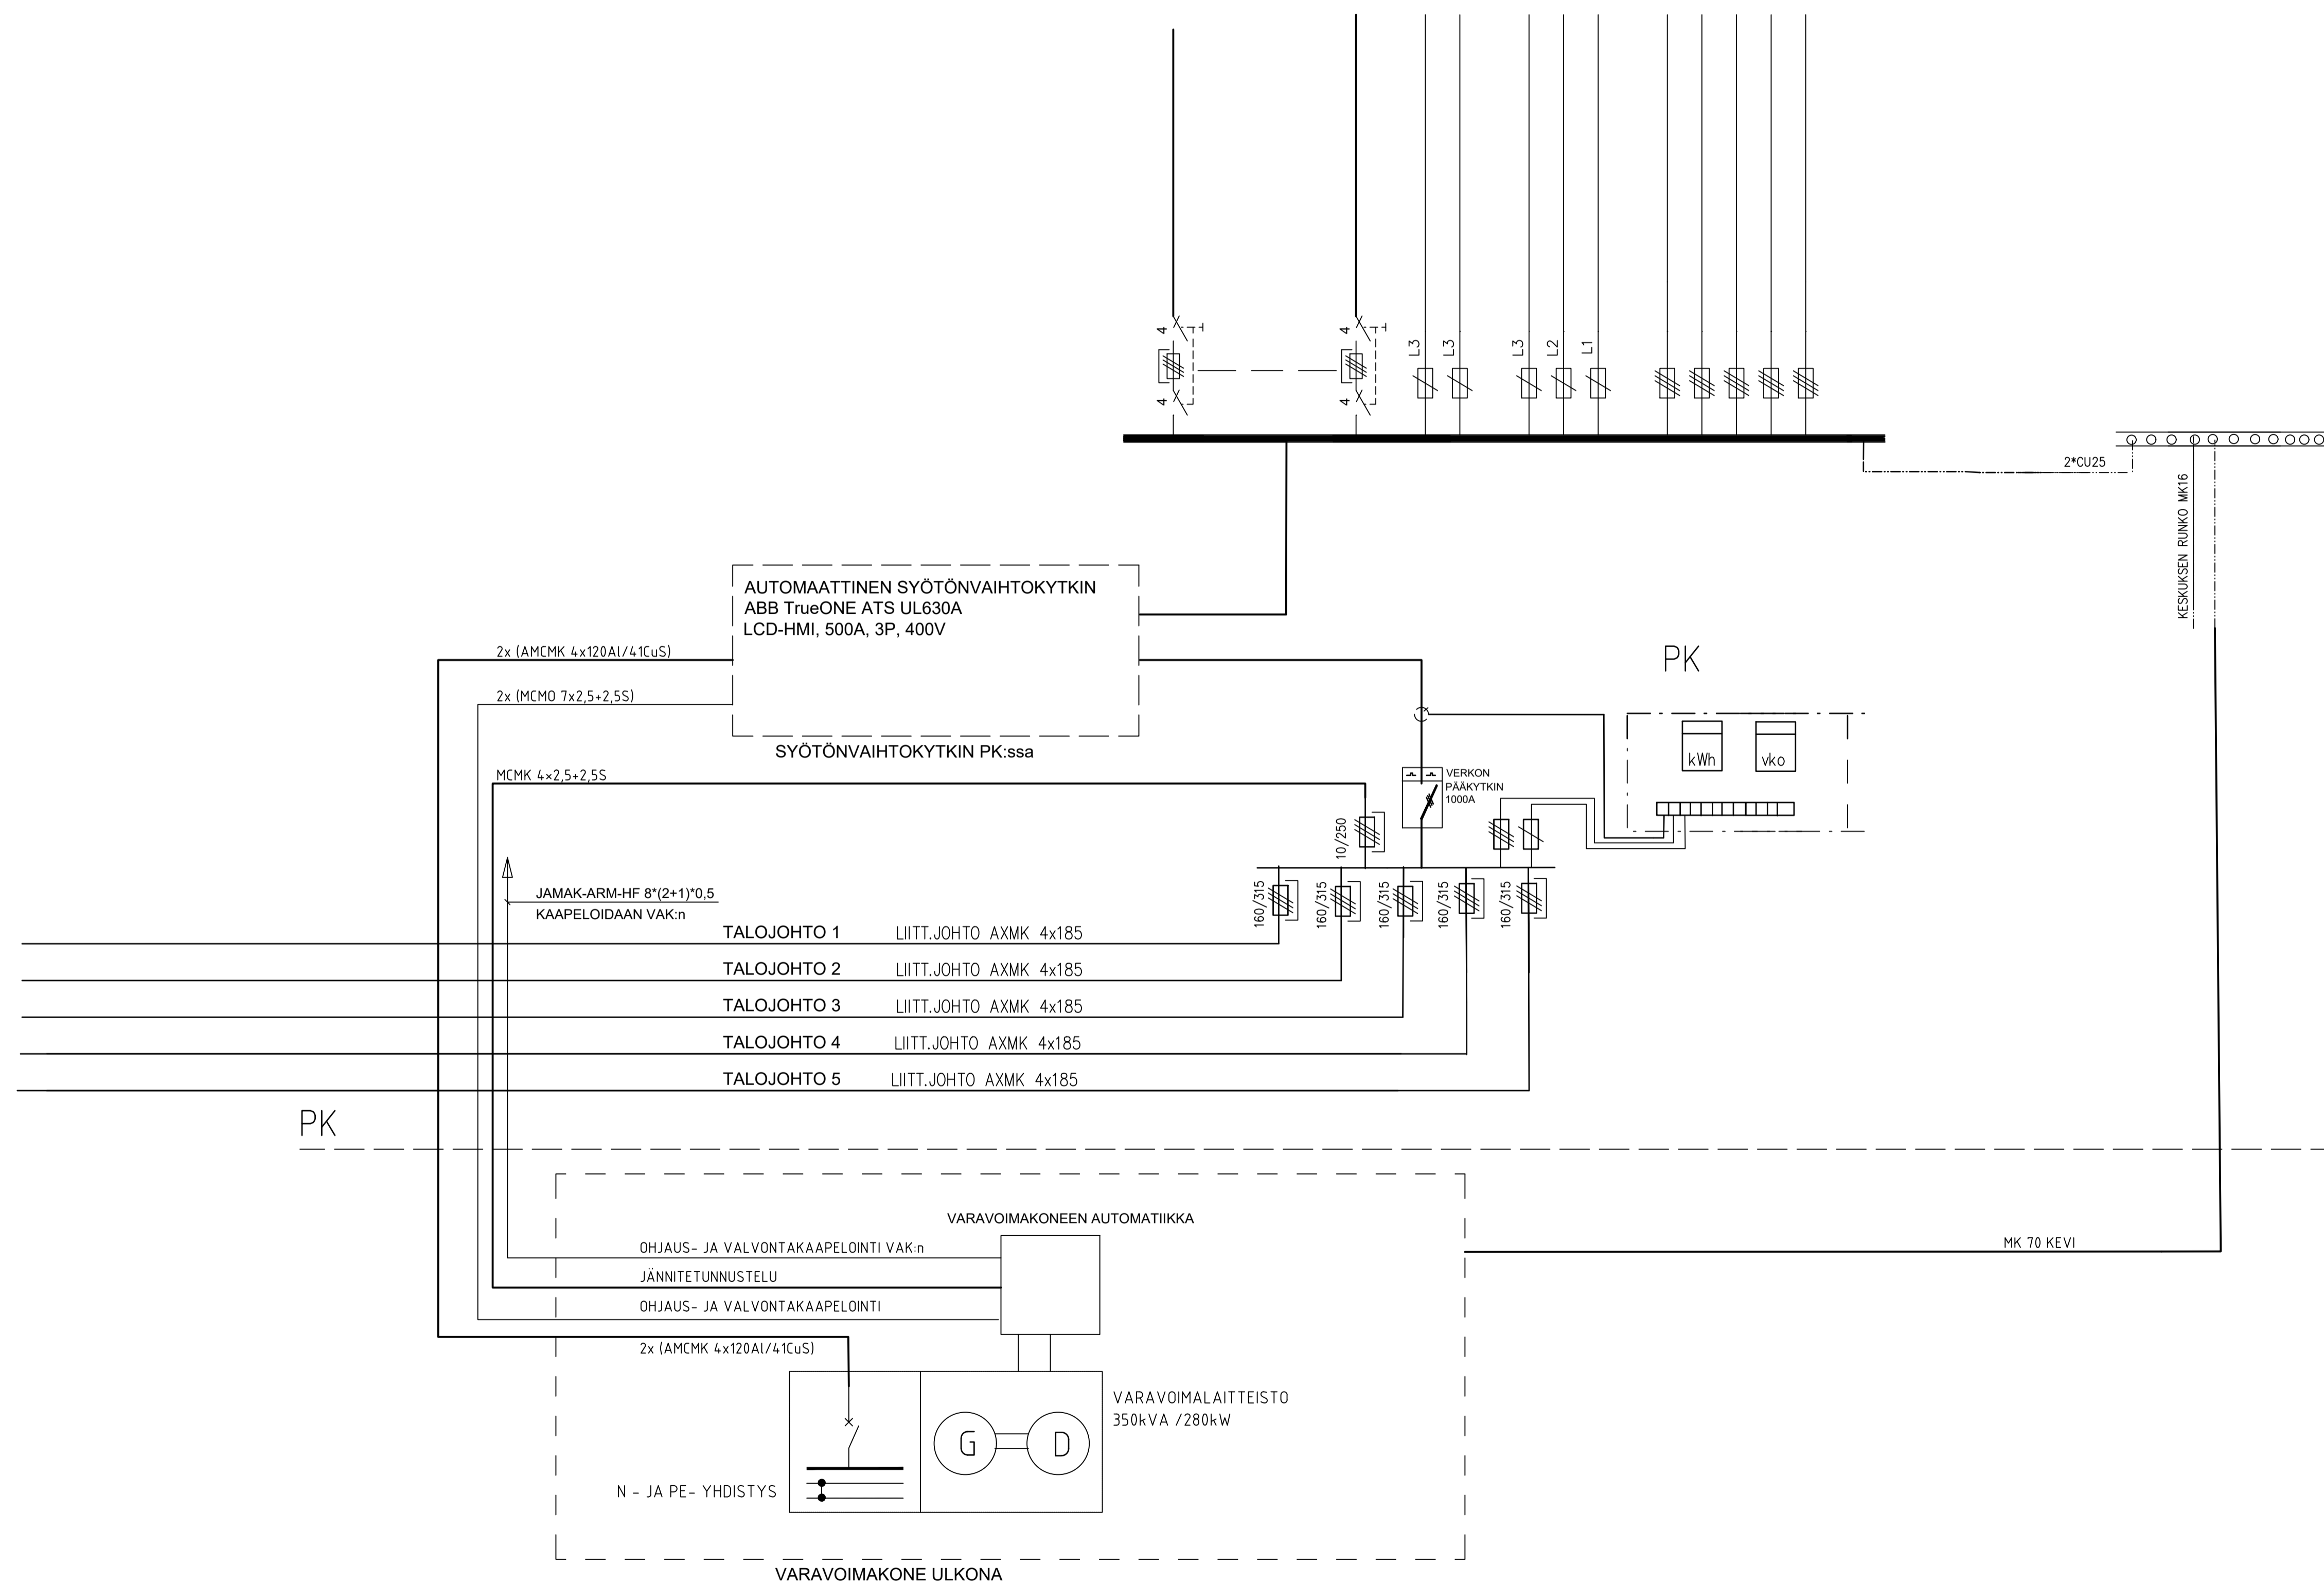 4
4
L3
L3
L3
L2
L1
4
4
2*CU25
KESKUKSEN RUNKO MK16
AUTOMAATTINEN SYÖTÖNVAIHTOKYTKIN
ABB TrueONE ATS UL630A
LCD-HMI, 500A, 3P, 400V
2x (AMCMK 4x120Al/41CuS)
PK
2x (MCMO 7x2,5+2,5S)
SYÖTÖNVAIHTOKYTKIN PK:ssa
kWh
vko
MCMK 4×2,5+2,5S
VERKON
PÄÄKYTKIN
1000A
10/250
JAMAK-ARM-HF 8*(2+1)*0,5
KAAPELOIDAAN VAK:n
160/315
160/315
160/315
160/315
160/315
TALOJOHTO 1 LIITT.JOHTO AXMK 4x185
TALOJOHTO 2 LIITT.JOHTO AXMK 4x185
TALOJOHTO 3 LIITT.JOHTO AXMK 4x185
TALOJOHTO 4 LIITT.JOHTO AXMK 4x185
TALOJOHTO 5 LIITT.JOHTO AXMK 4x185
PK
VARAVOIMAKONEEN AUTOMATIIKKA
OHJAUS- JA VALVONTAKAAPELOINTI VAK:n
MK 70 KEVI
JÄNNITETUNNUSTELU
OHJAUS- JA VALVONTAKAAPELOINTI
2x (AMCMK 4x120Al/41CuS)
VARAVOIMALAITTEISTO
350kVA /280kW
G
D
N - JA PE- YHDISTYS
VARAVOIMAKONE ULKONA